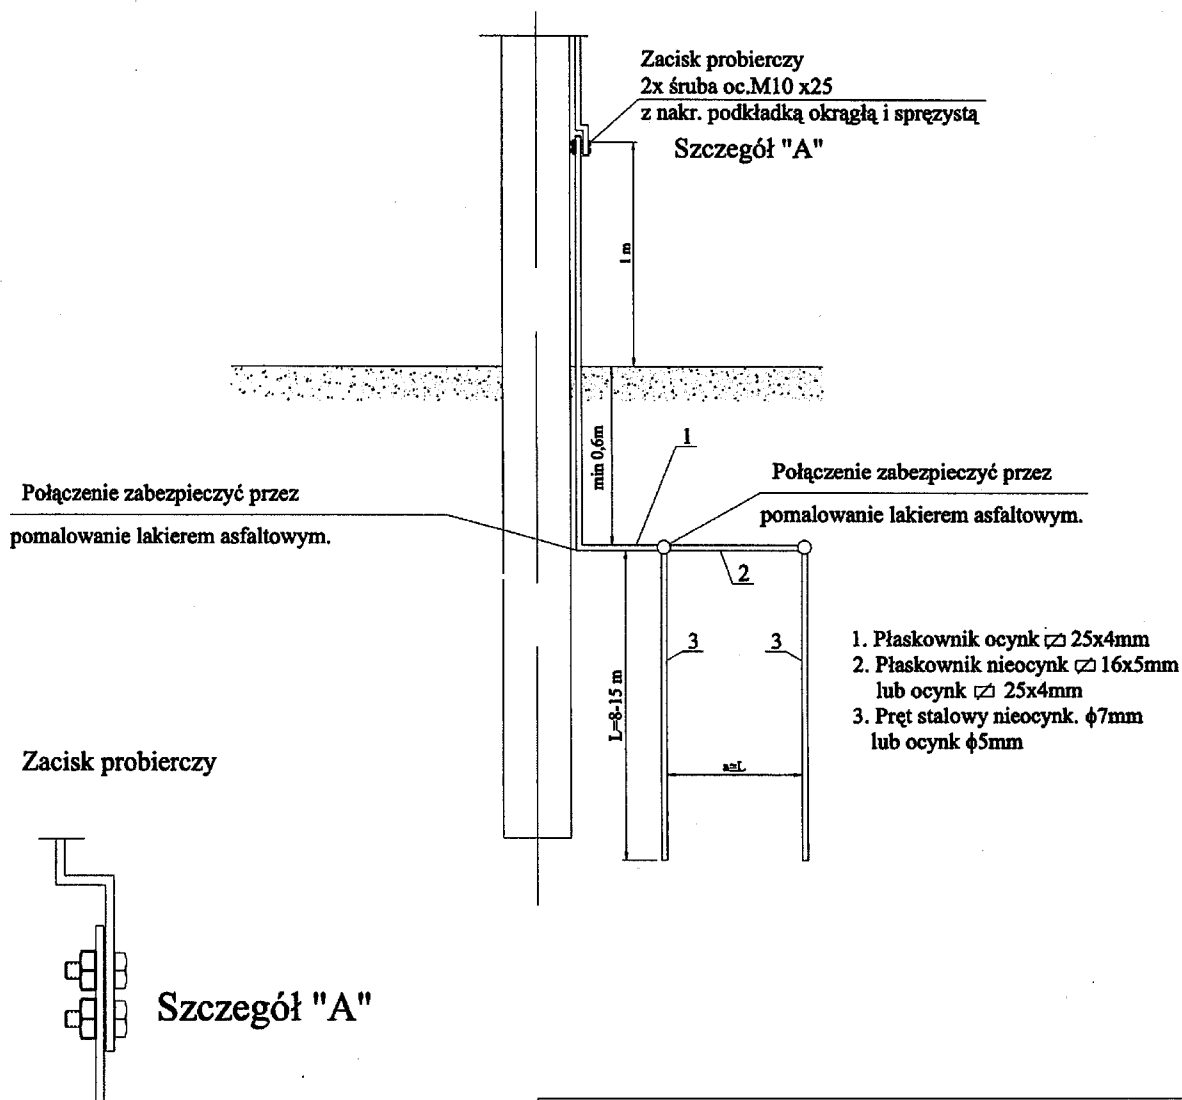 Zacisk probierczy
2x śruba oc.M10 x25
z nakr. podkładką okrągłą i spręzystą
Szczegół "A"
1 m
min 0,6m
1
Połączenie zabezpieczyć przez
pomalowanie lakierem asfaltowym.
Połączenie zabezpieczyć przez
pomalowanie lakierem asfaltowym.
2
3
3
L=8-15 m
a≅L
1. Płaskownik ocynk 25x4mm
2. Płaskownik nieocynk 16x5mm
lub ocynk 25x4mm
3. Pręt stalowy nieocynk. ϕ7mm
lub ocynk ϕ5mm
Zacisk probierczy
Szczegół "A"